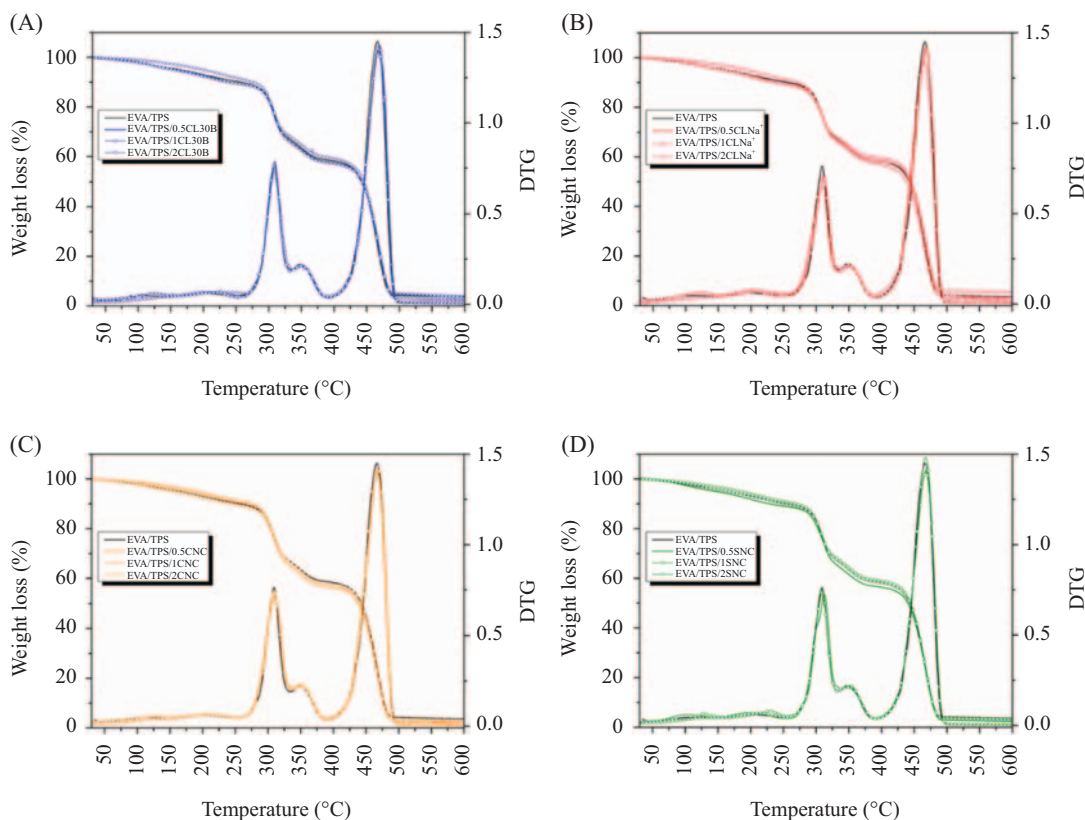 (A)
1.5
100
80
60
40
20
0
Weight loss (%)
EVA/TPS
EVA/TPS/0.5CL30B
EVA/TPS/1CL30B
EVA/TPS/2CL30B
1.0
0.5
0.0
DTG
50
100
150
200
250
300
350
400
450
500
600
Temperature (°C)
(B)
1.5
100
80
60
40
20
0
Weight loss (%)
EVA/TPS
EVA/TPS/0.5CLNa⁺
EVA/TPS/1CLNa⁺
EVA/TPS/2CLNa⁺
1.0
0.5
0.0
DTG
50
100
150
200
250
300
350
400
450
500
600
Temperature (°C)
(C)
1.5
100
80
60
40
20
0
Weight loss (%)
EVA/TPS
EVA/TPS/0.5CNC
EVA/TPS/1CNC
EVA/TPS/2CNC
1.0
0.5
0.0
DTG
50
100
150
200
250
300
350
400
450
500
550
600
Temperature (°C)
(D)
1.5
100
80
60
40
20
0
Weight loss (%)
EVA/TPS
EVA/TPS/0.5SNC
EVA/TPS/1SNC
EVA/TPS/2SNC
1.0
0.5
0.0
DTG
50
100
150
200
250
300
350
400
450
500
550
600
Temperature (°C)